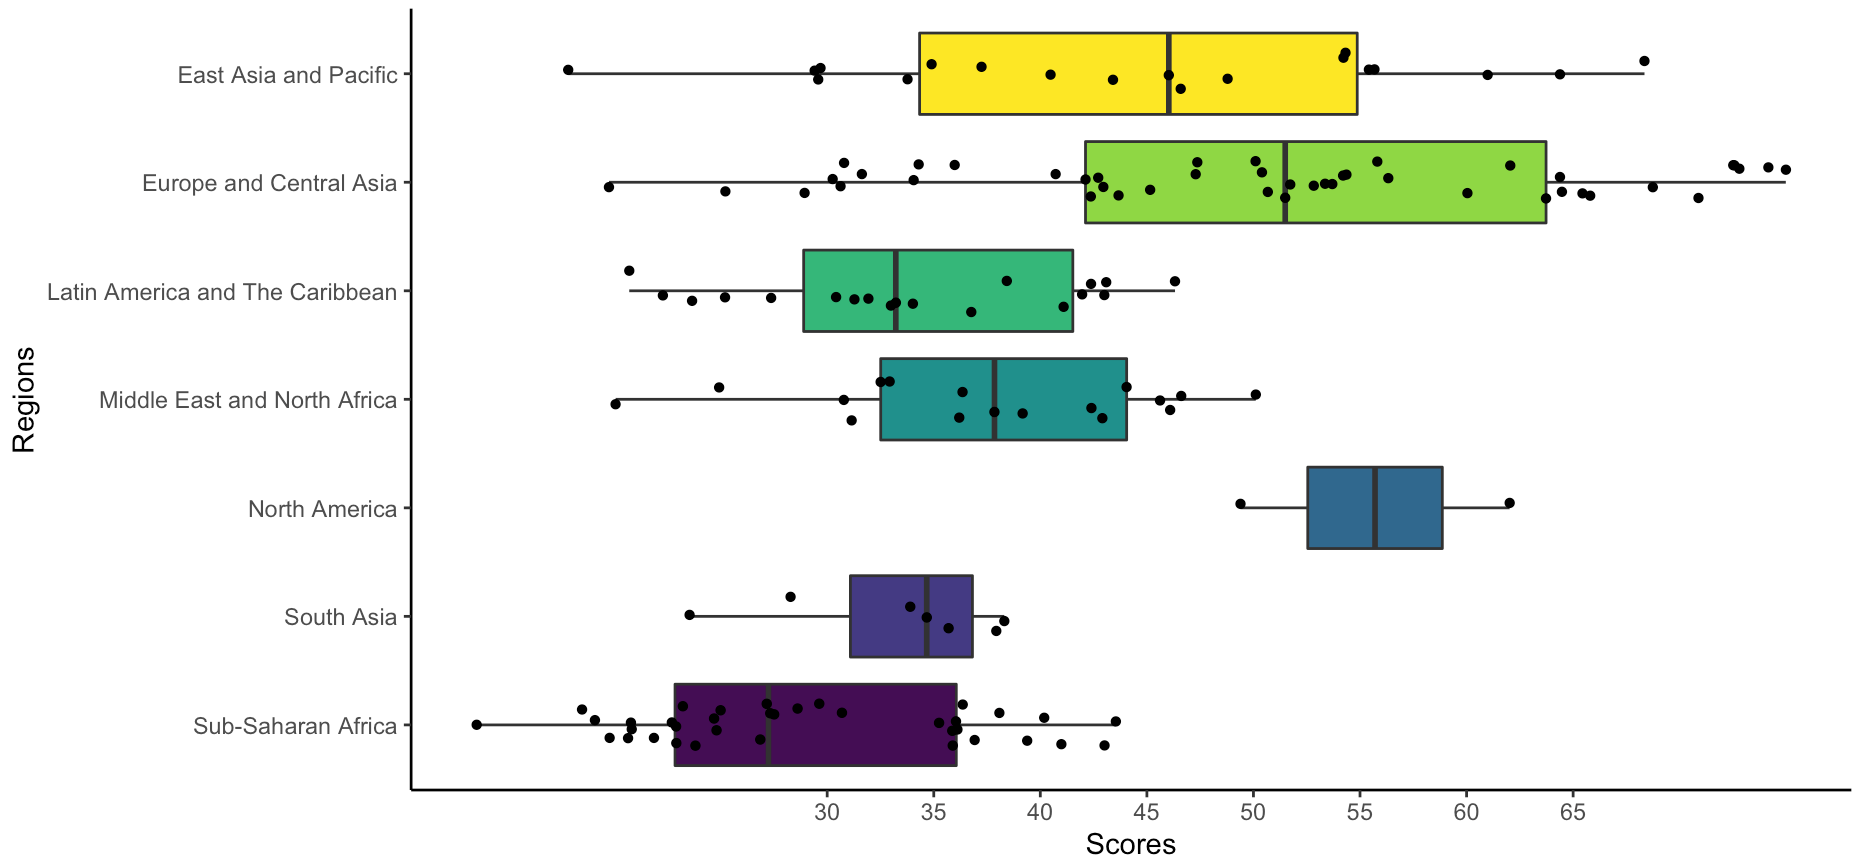 East Asia and Pacific
Europe and Central Asia
Latin America and The Caribbean
Middle East and North Africa
North America
South Asia
Sub-Saharan Africa
Regions
30 35 40 45 50 55 60 65
Scores